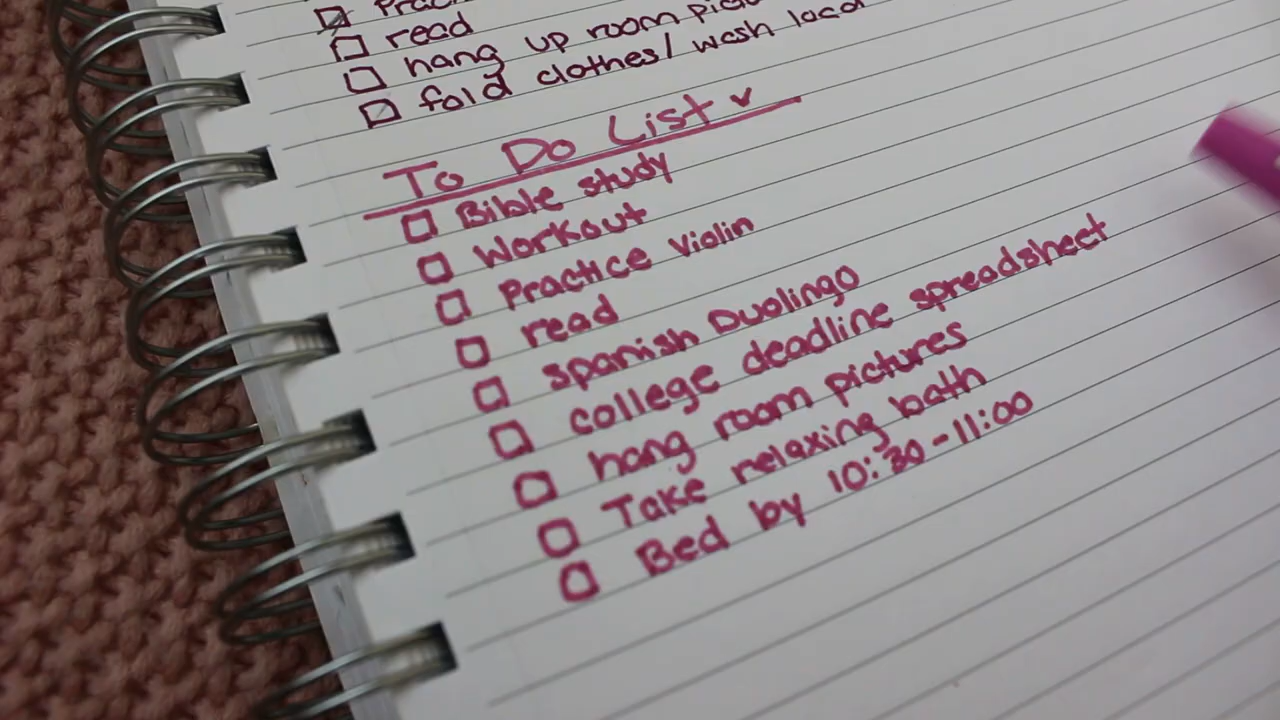 read
hang up room
fold clothes/ wash load
To Do List
Bible study
Workout
Practice Violin
read
spanish Duolingo
college deadline spreadsheet
hang room pictures
Take relaxing bath
Bed by 10:30-11:00